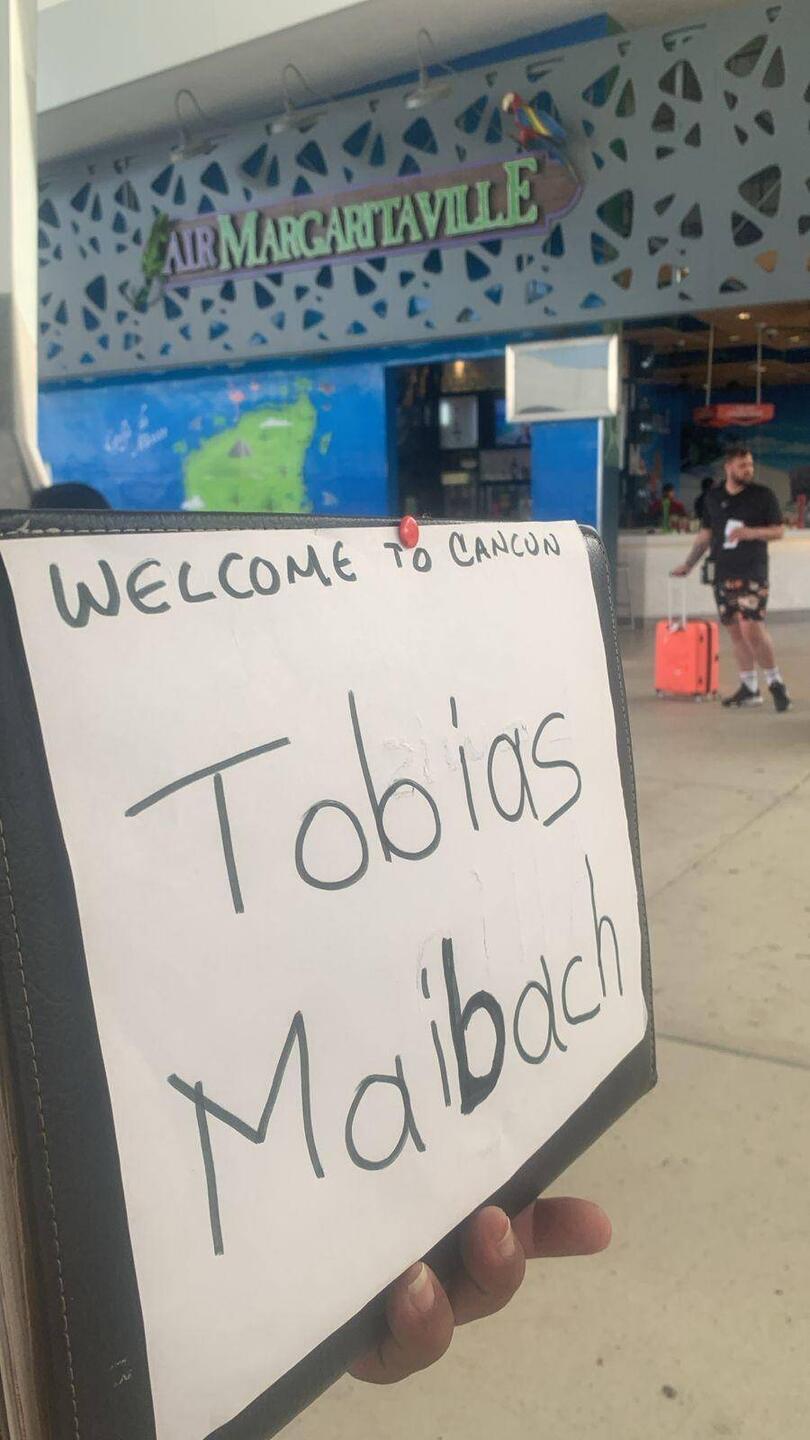 AIR MARGARITAVILLE
WELCOME TO CANCUN
Tobias
Maibach